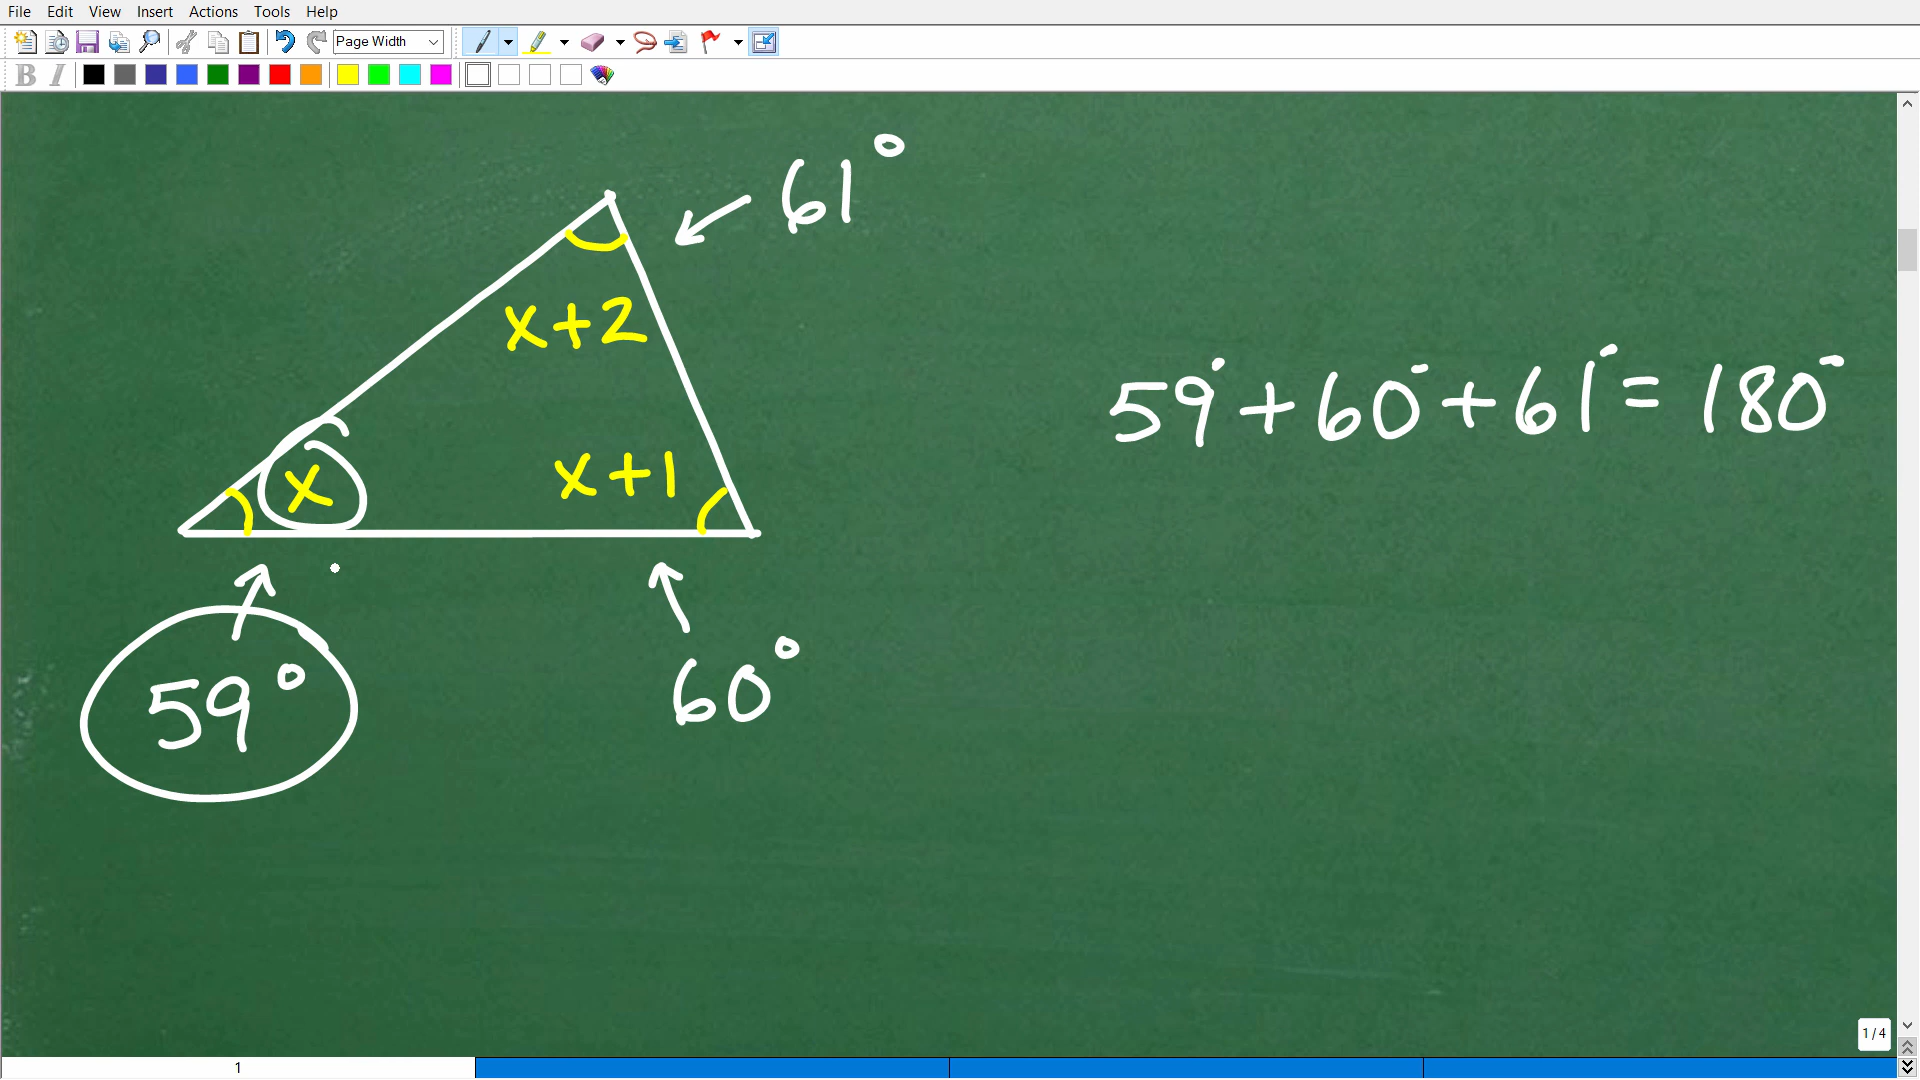 File Edit View Insert Actions Tools Help
Page Width
B I
61°
x+2
59°+60°+61°=180°
x
x+1
59°
60°
1 / 4
1